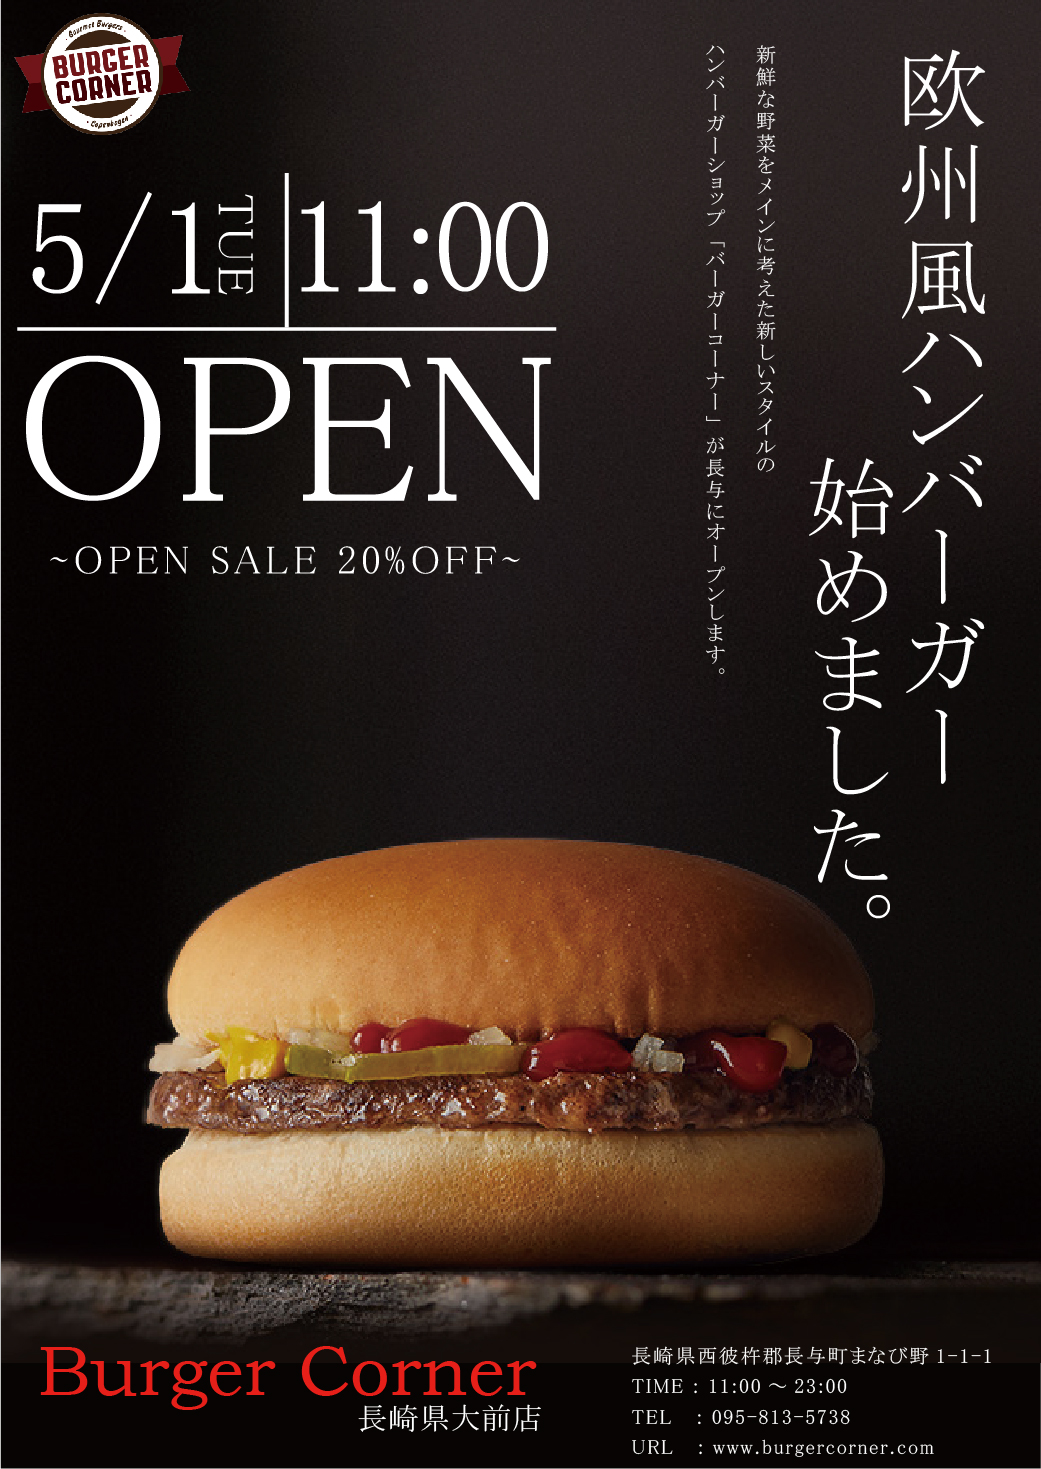 Gourmet Burgers
BURGER
CORNER
Copenhagen
5/1 TUE 11:00
OPEN
~OPEN SALE 20%OFF~
欧州風ハンバーガー
始めました。
新鮮な野菜をメインに考えた新しいスタイルの
ハンバーガーショップ「バーガーコーナー」が長与にオープンします。
Burger Corner
長崎県大前店
長崎県西彼杵郡長与町まなび野 1-1-1
TIME : 11:00 ～ 23:00
TEL : 095-813-5738
URL : www.burgercorner.com